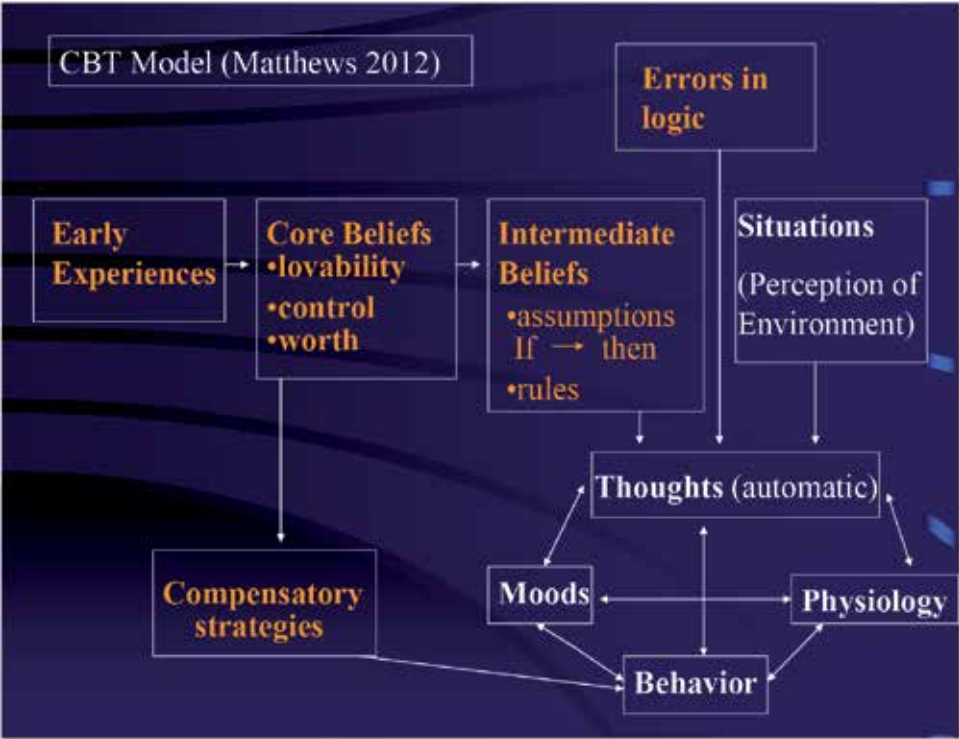 CBT Model (Matthews 2012)
Errors in
logic
Early
Experiences
Core Beliefs
•lovability
•control
•worth
Intermediate
Beliefs
•assumptions
If → then
•rules
Situations
(Perception of
Environment)
Thoughts (automatic)
Moods
Physiology
Compensatory
strategies
Behavior